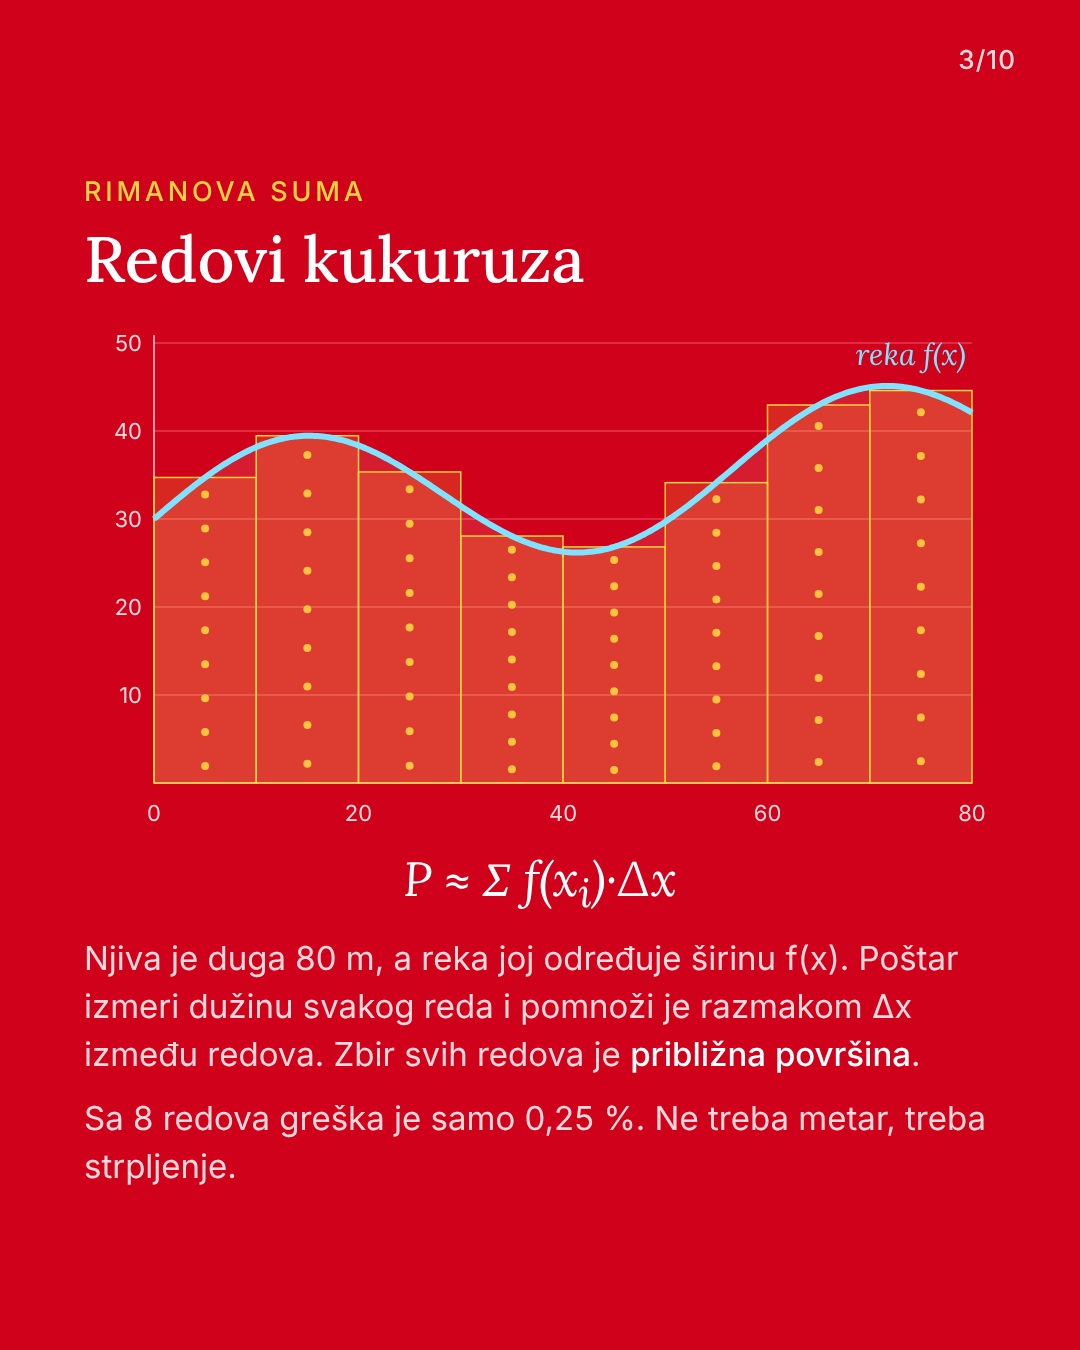 3/10
RIMANOVA SUMA
Redovi kukuruza
reka f(x)
50
40
30
20
10
0 20 40 60 80
P ≈ Σ f(xᵢ)·Δx
Njiva je duga 80 m, a reka joj određuje širinu f(x). Poštar
izmeri dužinu svakog reda i pomnoži je razmakom Δx
između redova. Zbir svih redova je približna površina.
Sa 8 redova greška je samo 0,25 %. Ne treba metar, treba
strpljenje.